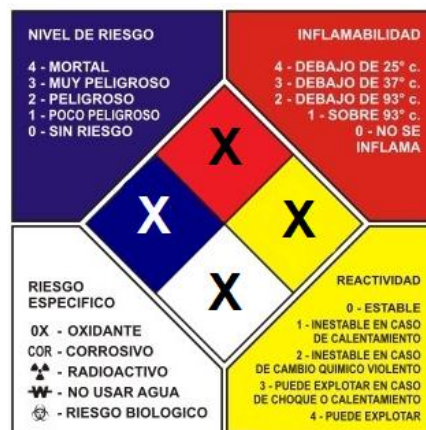 NIVEL DE RIESGO
4 - MORTAL
3 - MUY PELIGROSO
2 - PELIGROSO
1 - POCO PELIGROSO
0 - SIN RIESGO
INFLAMABILIDAD
4 - DEBAJO DE 25° c.
3 - DEBAJO DE 37° c.
2 - DEBAJO DE 93° c.
1 - SOBRE 93° c.
0 - NO SE
INFLAMA
X
X
X
X
RIESGO
ESPECIFICO
0X - OXIDANTE
COR - CORROSIVO
- RADIOACTIVO
W - NO USAR AGUA
- RIESGO BIOLOGICO
REACTIVIDAD
0 - ESTABLE
1 - INESTABLE EN CASO
DE CALENTAMIENTO
2 - INESTABLE EN CASO
DE CAMBIO QUIMICO VIOLENTO
3 - PUEDE EXPLOTAR EN CASO
DE CHOQUE O CALENTAMIENTO
4 - PUEDE EXPLOTAR